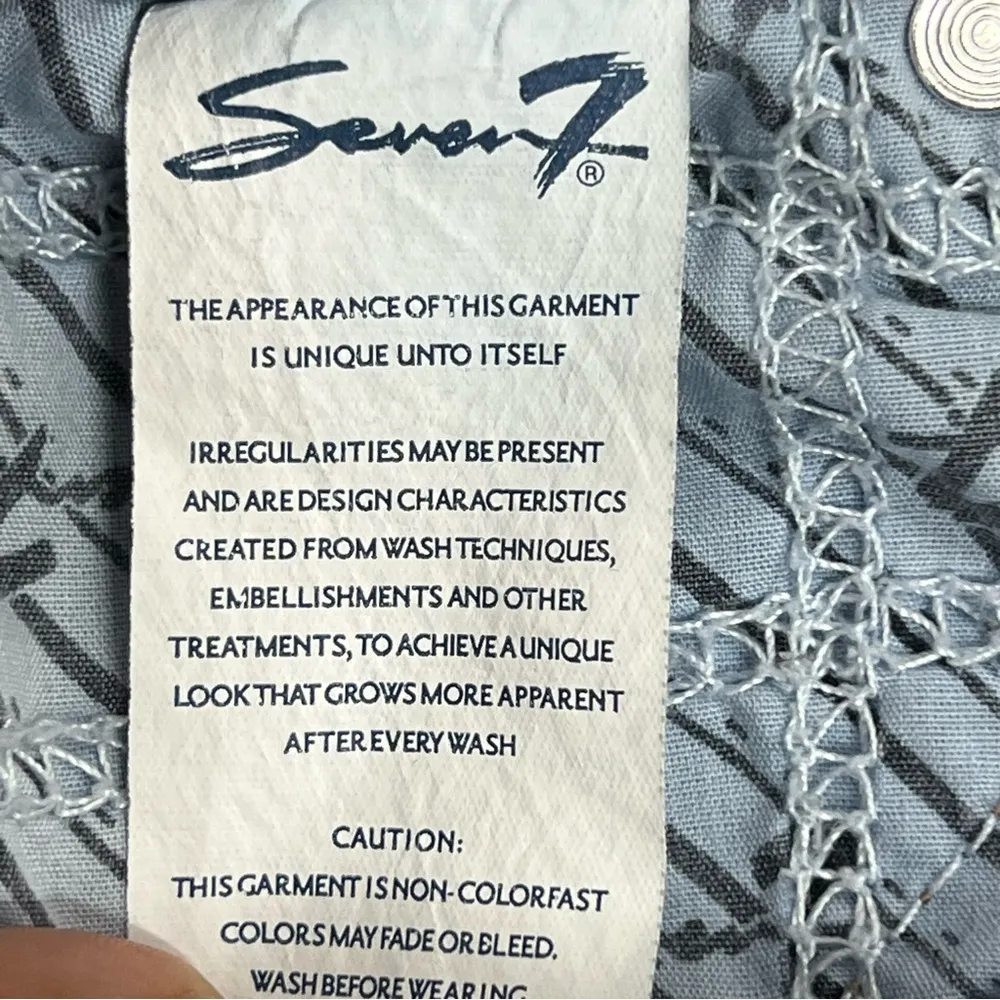 Seven7®
THE APPEARANCE OF THIS GARMENT
IS UNIQUE UNTO ITSELF
IRREGULARITIES MAY BE PRESENT
AND ARE DESIGN CHARACTERISTICS
CREATED FROM WASH TECHNIQUES,
EMBELLISHMENTS AND OTHER
TREATMENTS, TO ACHIEVE A UNIQUE
LOOK THAT GROWS MORE APPARENT
AFTER EVERY WASH
CAUTION:
THIS GARMENT IS NON-COLORFAST
COLORS MAY FADE OR BLEED.
WASH BEFORE WEARING